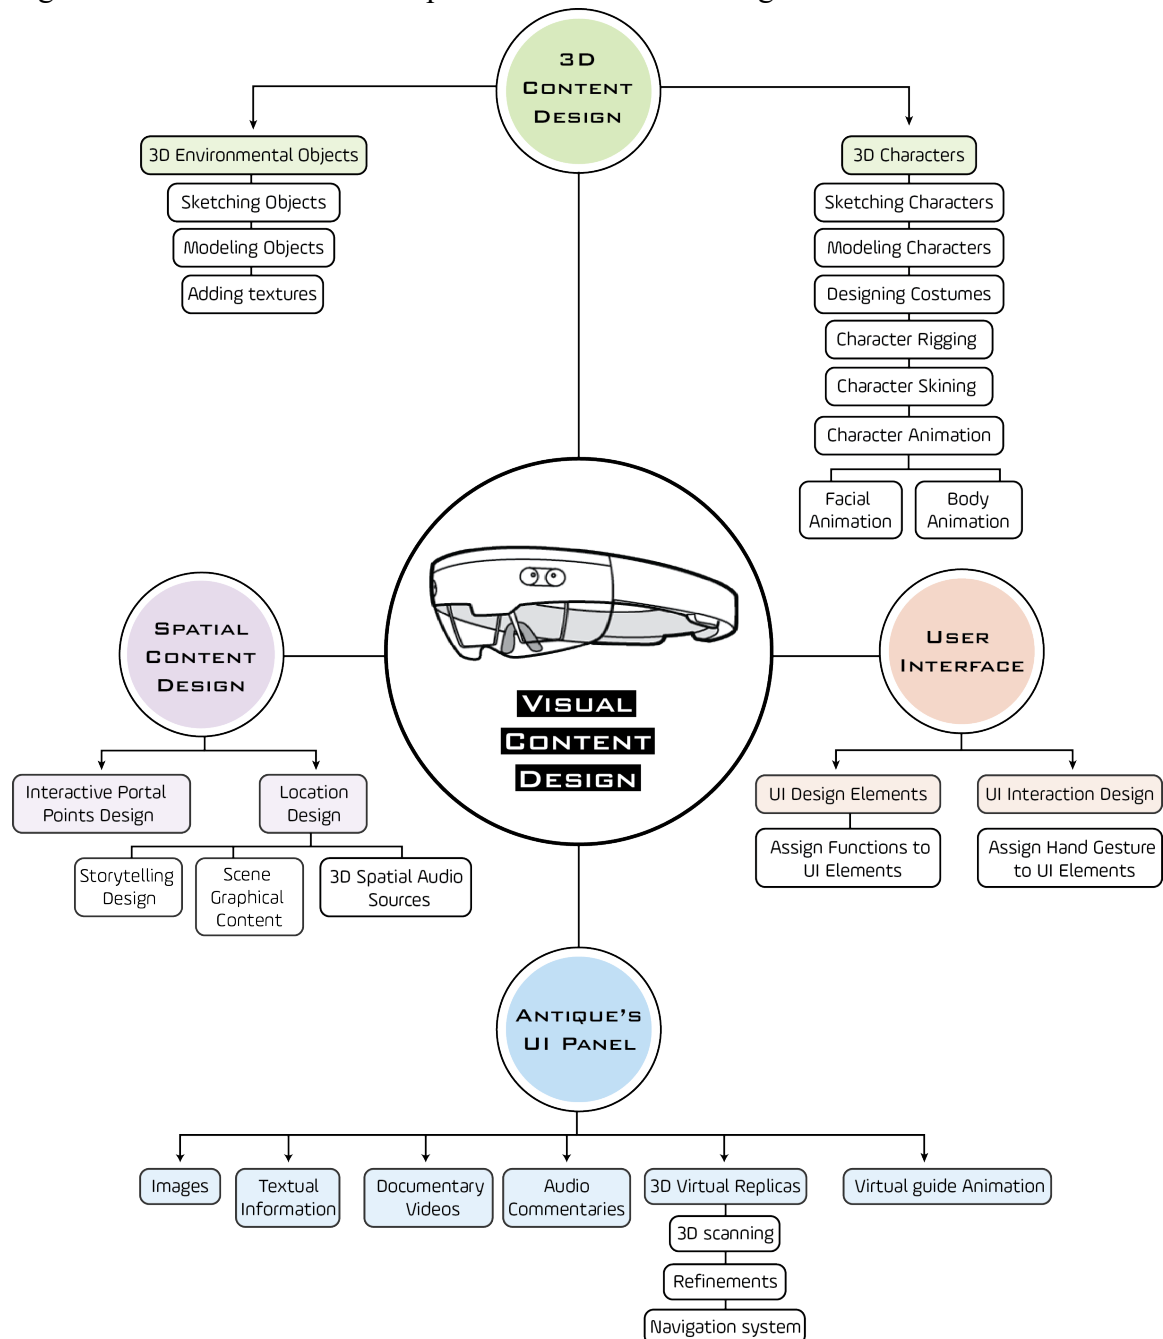 3D
CONTENT
DESIGN
3D Environmental Objects
Sketching Objects
Modeling Objects
Adding textures
3D Characters
Sketching Characters
Modeling Characters
Designing Costumes
Character Rigging
Character Skining
Character Animation
Facial
Animation
Body
Animation
SPATIAL
CONTENT
DESIGN
Interactive Portal
Points Design
Location
Design
Storytelling
Design
Scene
Graphical
Content
3D Spatial Audio
Sources
VISUAL
CONTENT
DESIGN
USER
INTERFACE
UI Design Elements
Assign Functions to
UI Elements
UI Interaction Design
Assign Hand Gesture
to UI Elements
ANTIQUE'S
UI PANEL
Images
Textual
Information
Documentary
Videos
Audio
Commentaries
3D Virtual Replicas
3D scanning
Refinements
Navigation system
Virtual guide Animation